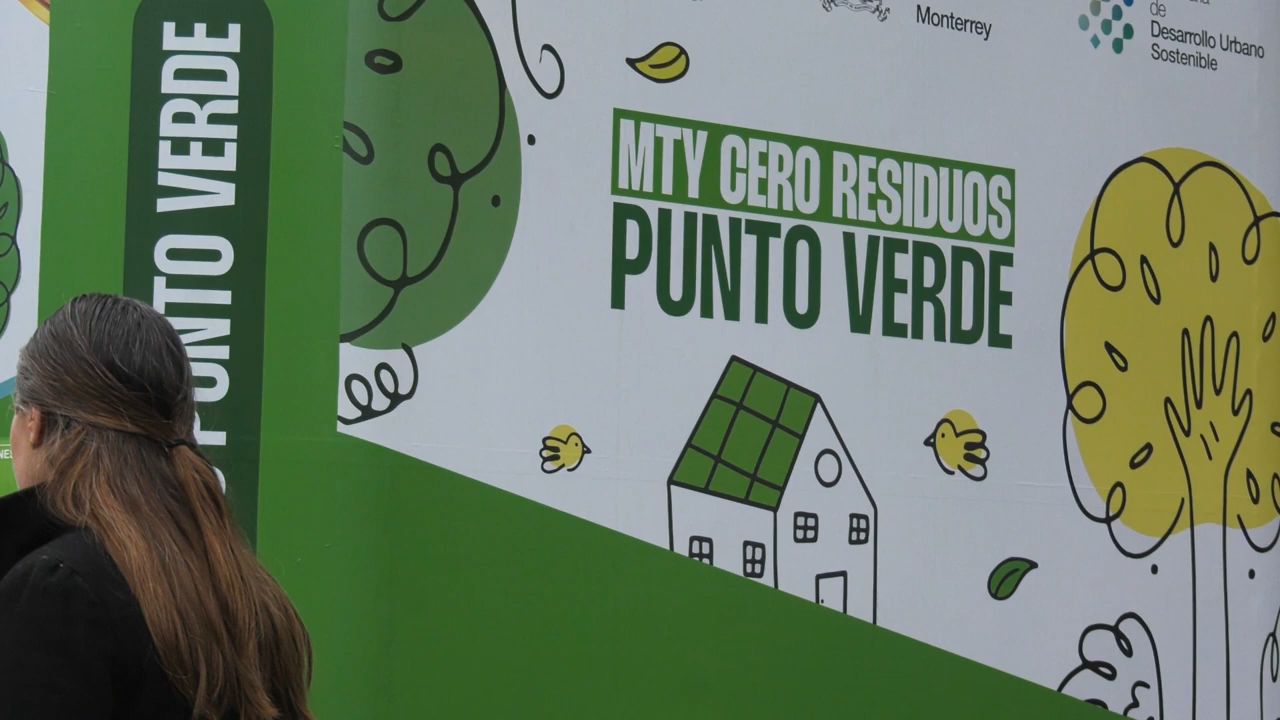 PUNTO VERDE
Monterrey
de
Desarrollo Urbano
Sostenible
MTY CERO RESIDUOS
PUNTO VERDE